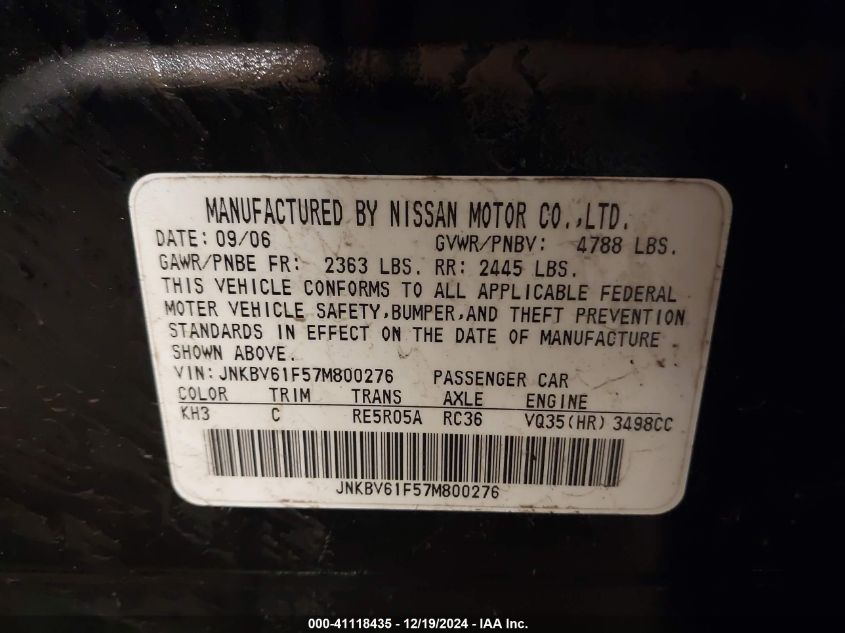 MANUFACTURED BY NISSAN MOTOR CO.,LTD.
DATE: 09/06 GVWR/PNBV: 4788 LBS.
GAWR/PNBE FR: 2363 LBS. RR: 2445 LBS.
THIS VEHICLE CONFORMS TO ALL APPLICABLE FEDERAL
MOTER VEHICLE SAFETY,BUMPER,AND THEFT PREVENTION
STANDARDS IN EFFECT ON THE DATE OF MANUFACTURE
SHOWN ABOVE.
VIN: JNKBV61F57M800276 PASSENGER CAR
COLOR TRIM TRANS AXLE ENGINE
KH3 C RE5R05A RC36 VQ35(HR) 3498CC
JNKBV61F57M800276
000-41118435 - 12/19/2024 - IAA Inc.